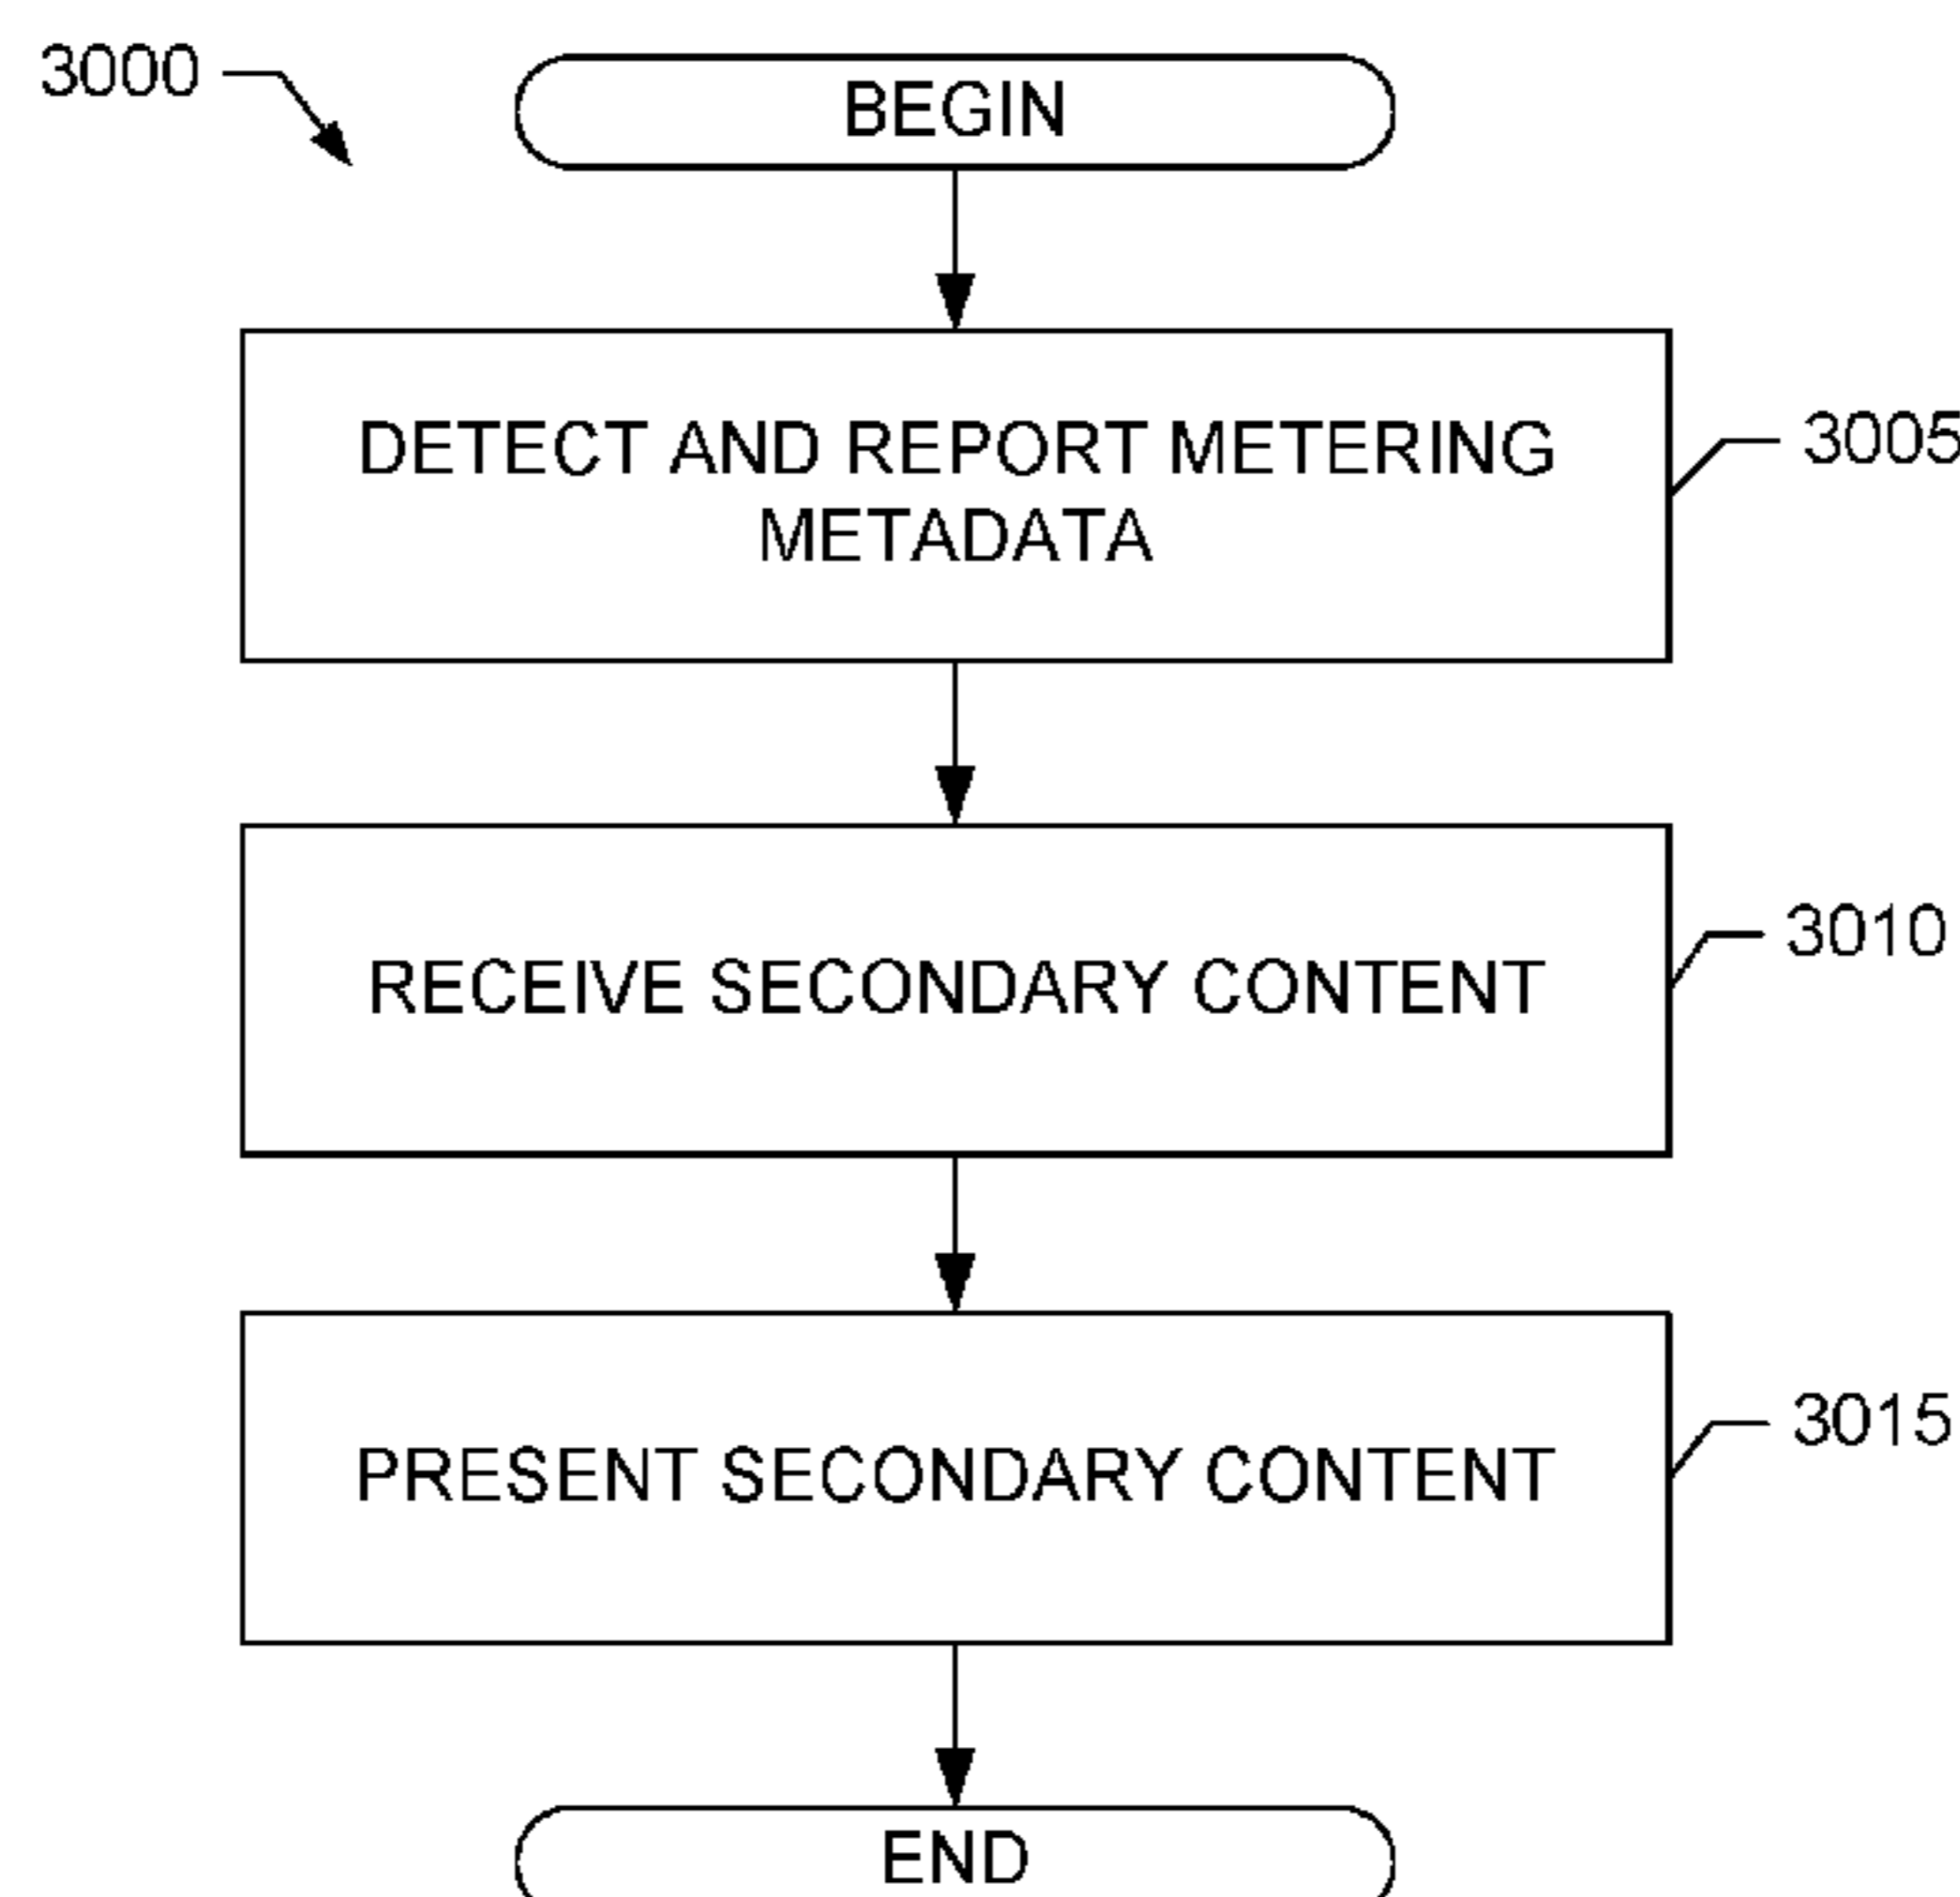 3000
BEGIN
DETECT AND REPORT METERING
METADATA
3005
RECEIVE SECONDARY CONTENT
3010
PRESENT SECONDARY CONTENT
3015
END